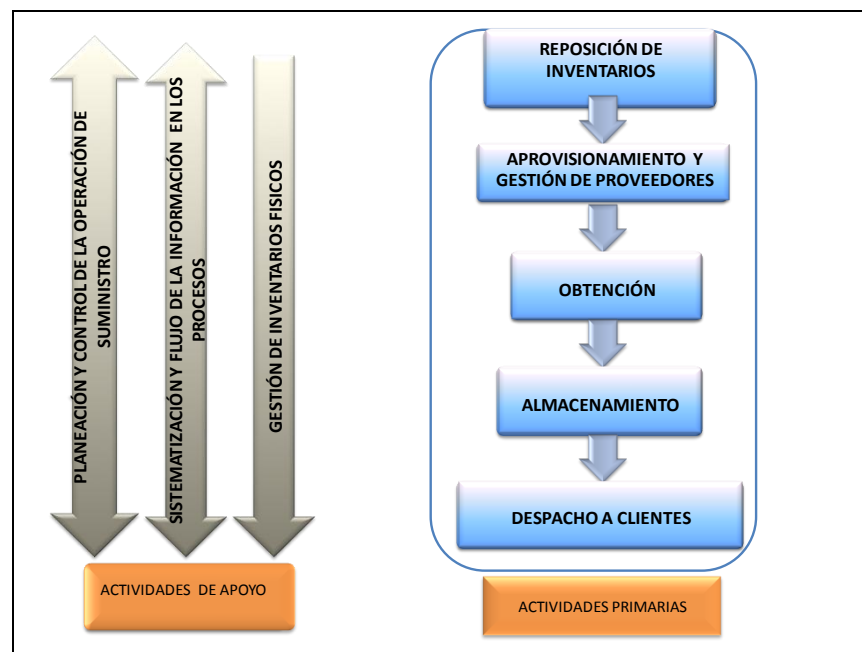 PLANEACIÓN Y CONTROL DE LA OPERACIÓN DE
SUMINISTRO
SISTEMATIZACIÓN Y FLUJO DE LA INFORMACIÓN EN LOS
PROCESOS
GESTIÓN DE INVENTARIOS FISICOS
ACTIVIDADES DE APOYO
REPOSICIÓN DE
INVENTARIOS
APROVISIONAMIENTO Y
GESTIÓN DE PROVEEDORES
OBTENCIÓN
ALMACENAMIENTO
DESPACHO A CLIENTES
ACTIVIDADES PRIMARIAS